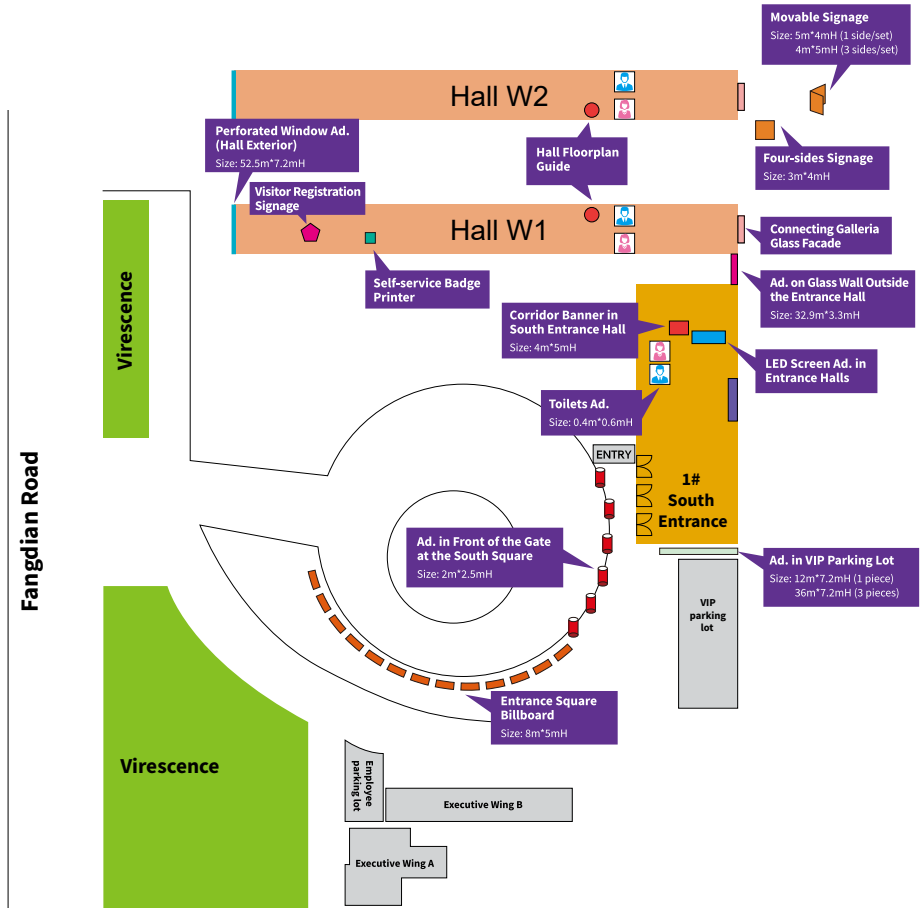 Movable Signage
Size: 5m*4mH (1 side/set)
4m*5mH (3 sides/set)
Hall W2
Perforated Window Ad.
(Hall Exterior)
Size: 52.5m*7.2mH
Hall Floorplan
Guide
Four-sides Signage
Size: 3m*4mH
Visitor Registration
Signage
Hall W1
Connecting Galleria
Glass Facade
Self-service Badge
Printer
Ad. on Glass Wall Outside
the Entrance Hall
Size: 32.9m*3.3mH
Virescence
Corridor Banner in
South Entrance Hall
Size: 4m*5mH
LED Screen Ad. in
Entrance Halls
Toilets Ad.
Size: 0.4m*0.6mH
ENTRY
1#
South
Entrance
Fangdian Road
Ad. in Front of the Gate
at the South Square
Size: 2m*2.5mH
Ad. in VIP Parking Lot
Size: 12m*7.2mH (1 piece)
36m*7.2mH (3 pieces)
VIP
parking
lot
Entrance Square
Billboard
Size: 8m*5mH
Virescence
Employee
parking lot
Executive Wing B
Executive Wing A